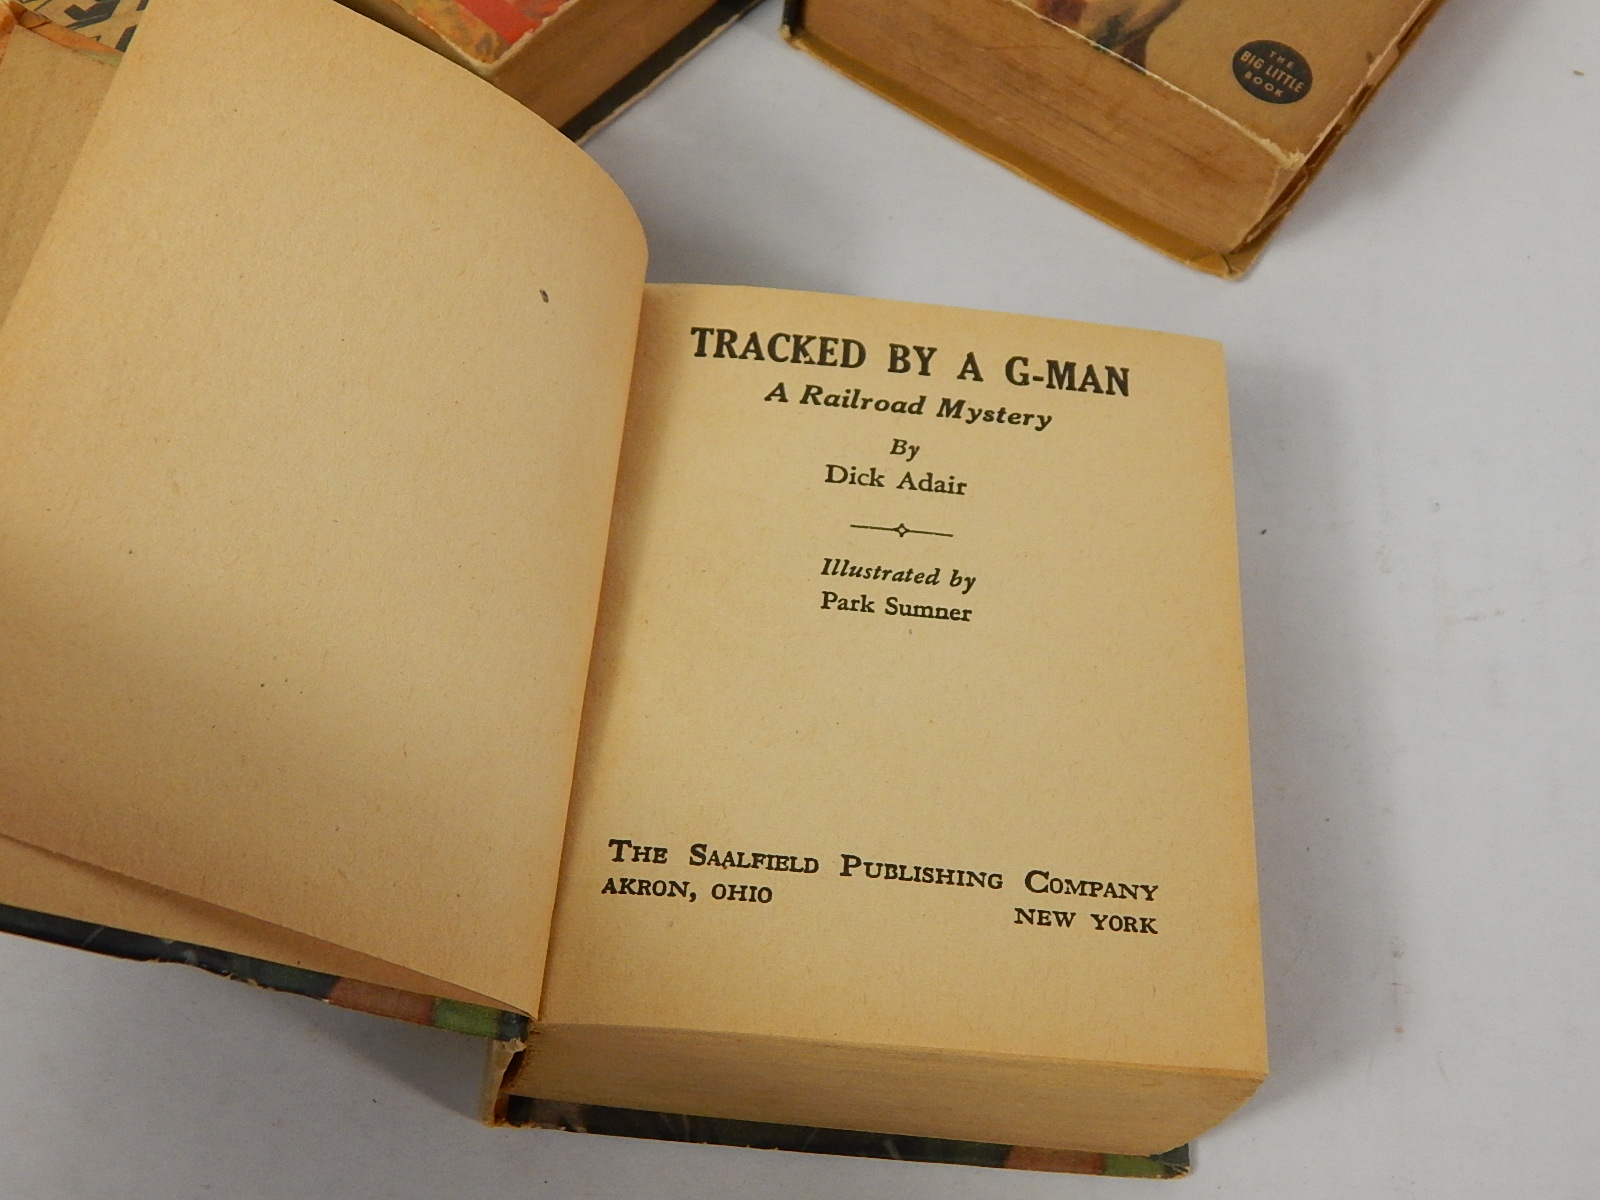 THE
BIG LITTLE
BOOK
TRACKED BY A G-MAN
A Railroad Mystery
By
Dick Adair
Illustrated by
Park Sumner
THE SAALFIELD PUBLISHING COMPANY
AKRON, OHIO
NEW YORK